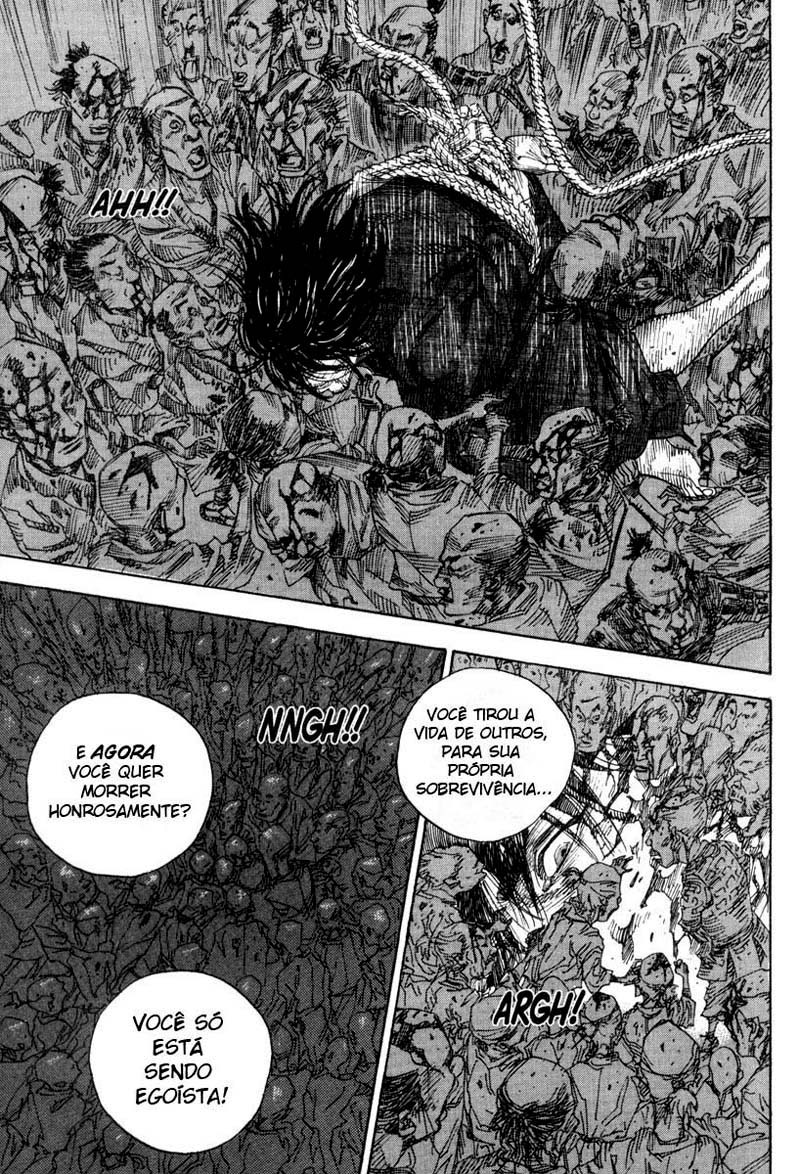 AHH!!
VOCÊ TIROU A
VIDA DE OUTROS,
PARA SUA
PRÓPRIA
SOBREVIVÊNCIA...
ARGH!
NNGH!!
E AGORA
VOCÊ QUER
MORRER
HONROSAMENTE?
VOCÊ SÓ
ESTÁ
SENDO
EGOÍSTA!